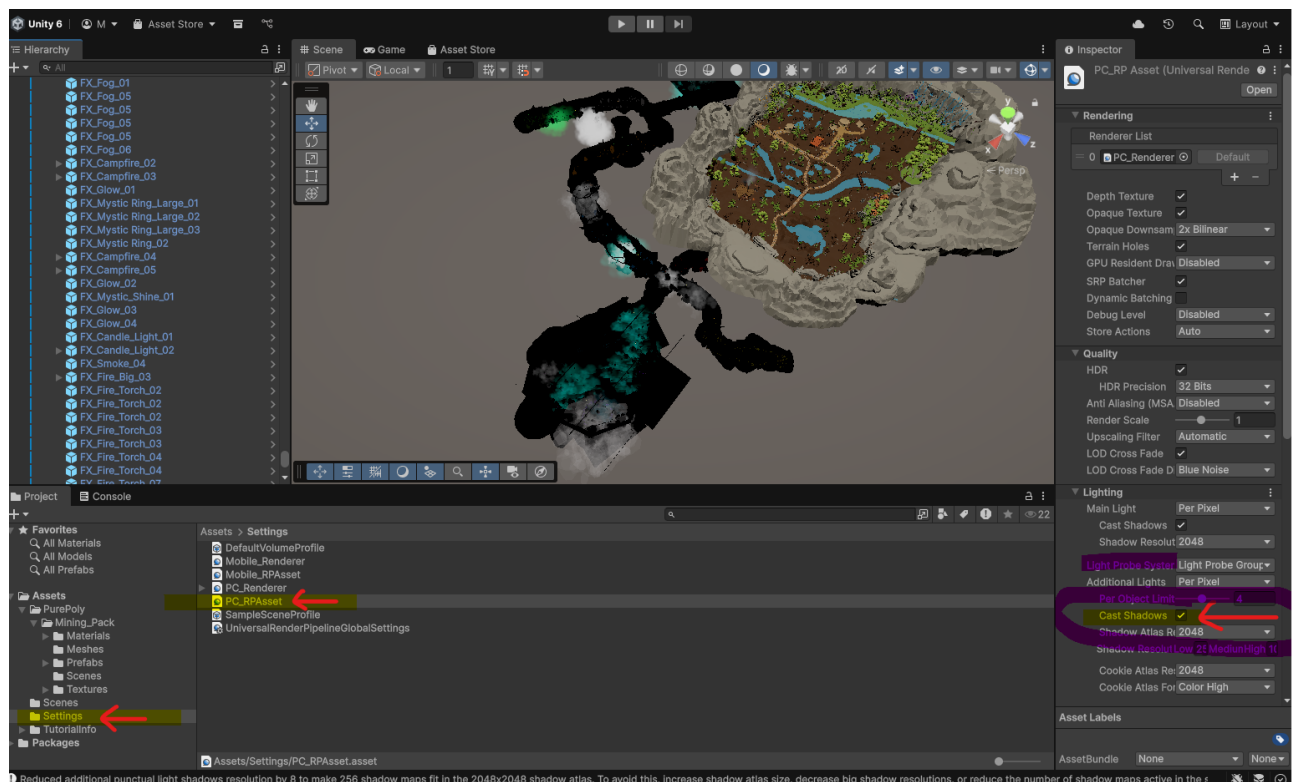 Unity 6 M Asset Store Layout
Hierarchy
All
FX_Fog_01
FX_Fog_05
FX_Fog_05
FX_Fog_05
FX_Fog_05
FX_Fog_06
FX_Campfire_02
FX_Campfire_03
FX_Glow_01
FX_Mystic Ring_Large_01
FX_Mystic Ring_Large_02
FX_Mystic Ring_Large_03
FX_Mystic Ring_02
FX_Campfire_04
FX_Campfire_05
FX_Glow_02
FX_Mystic_Shine_01
FX_Glow_03
FX_Glow_04
FX_Candle_Light_01
FX_Candle_Light_02
FX_Smoke_04
FX_Fire_Big_03
FX_Fire_Torch_02
FX_Fire_Torch_02
FX_Fire_Torch_02
FX_Fire_Torch_03
FX_Fire_Torch_03
FX_Fire_Torch_04
FX_Fire_Torch_04
FX_Fire_Torch_07
Scene Game Asset Store
Pivot Local 1 2D
y
x z
Persp
Inspector
PC_RP Asset (Universal Rende
Open
Rendering
Renderer List
0 PC_Renderer Default
Depth Texture
Opaque Texture
Opaque Downsam 2x Bilinear
Terrain Holes
GPU Resident Drav Disabled
SRP Batcher
Dynamic Batching
Debug Level Disabled
Store Actions Auto
Quality
HDR
HDR Precision 32 Bits
Anti Aliasing (MSA Disabled
Render Scale 1
Upscaling Filter Automatic
LOD Cross Fade
LOD Cross Fade D Blue Noise
Lighting
Main Light Per Pixel
Cast Shadows
Shadow Resolut 2048
Light Probe System Light Probe Group
Additional Lights Per Pixel
Per Object Limit 4
Cast Shadows
Shadow Atlas Re 2048
Shadow Resolut Low 25 Medium High 10
Cookie Atlas Re 2048
Cookie Atlas For Color High
Asset Labels
AssetBundle None None
Project Console
22
Favorites
All Materials
All Models
All Prefabs
Assets
PurePoly
Mining_Pack
Materials
Meshes
Prefabs
Scenes
Textures
Scenes
Settings
TutorialInfo
Packages
Assets > Settings
DefaultVolumeProfile
Mobile_Renderer
Mobile_RPAsset
PC_Renderer
PC_RPAsset
SampleSceneProfile
UniversalRenderPipelineGlobalSettings
Assets/Settings/PC_RPAsset.asset
Reduced additional punctual light shadows resolution by 8 to make 256 shadow maps fit in the 2048x2048 shadow atlas. To avoid this, increase shadow atlas size, decrease big shadow resolutions, or reduce the number of shadow maps active in the s